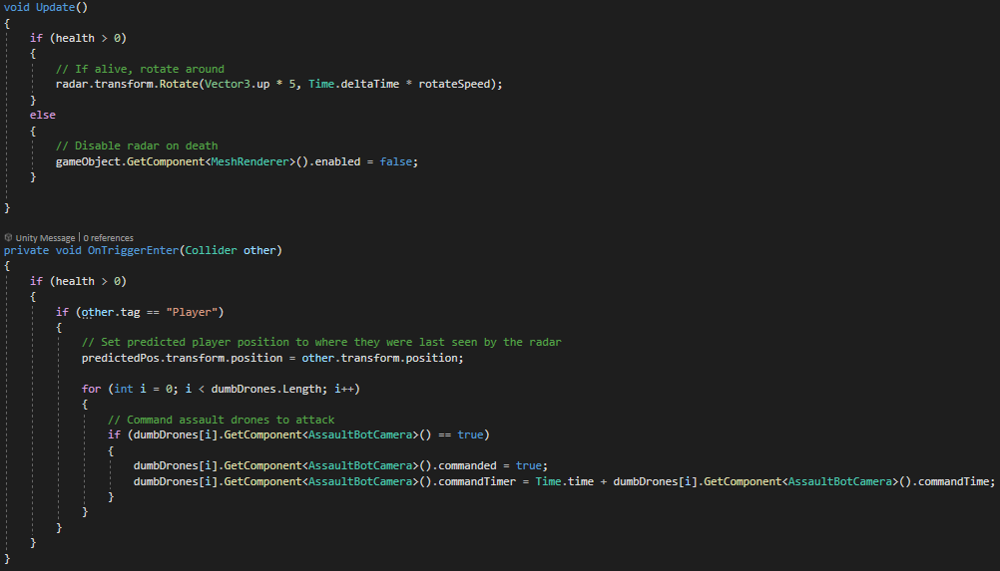 void Update()
{
if (health > 0)
{
// If alive, rotate around
radar.transform.Rotate(Vector3.up * 5, Time.deltaTime * rotateSpeed);
}
else
{
// Disable radar on death
gameObject.GetComponent<MeshRenderer>().enabled = false;
}
}
Unity Message | 0 references
private void OnTriggerEnter(Collider other)
{
if (health > 0)
{
if (other.tag == "Player")
{
// Set predicted player position to where they were last seen by the radar
predictedPos.transform.position = other.transform.position;
for (int i = 0; i < dumbDrones.Length; i++)
{
// Command assault drones to attack
if (dumbDrones[i].GetComponent<AssaultBotCamera>() == true)
{
dumbDrones[i].GetComponent<AssaultBotCamera>().commanded = true;
dumbDrones[i].GetComponent<AssaultBotCamera>().commandTimer = Time.time + dumbDrones[i].GetComponent<AssaultBotCamera>().commandTime;
}
}
}
}
}